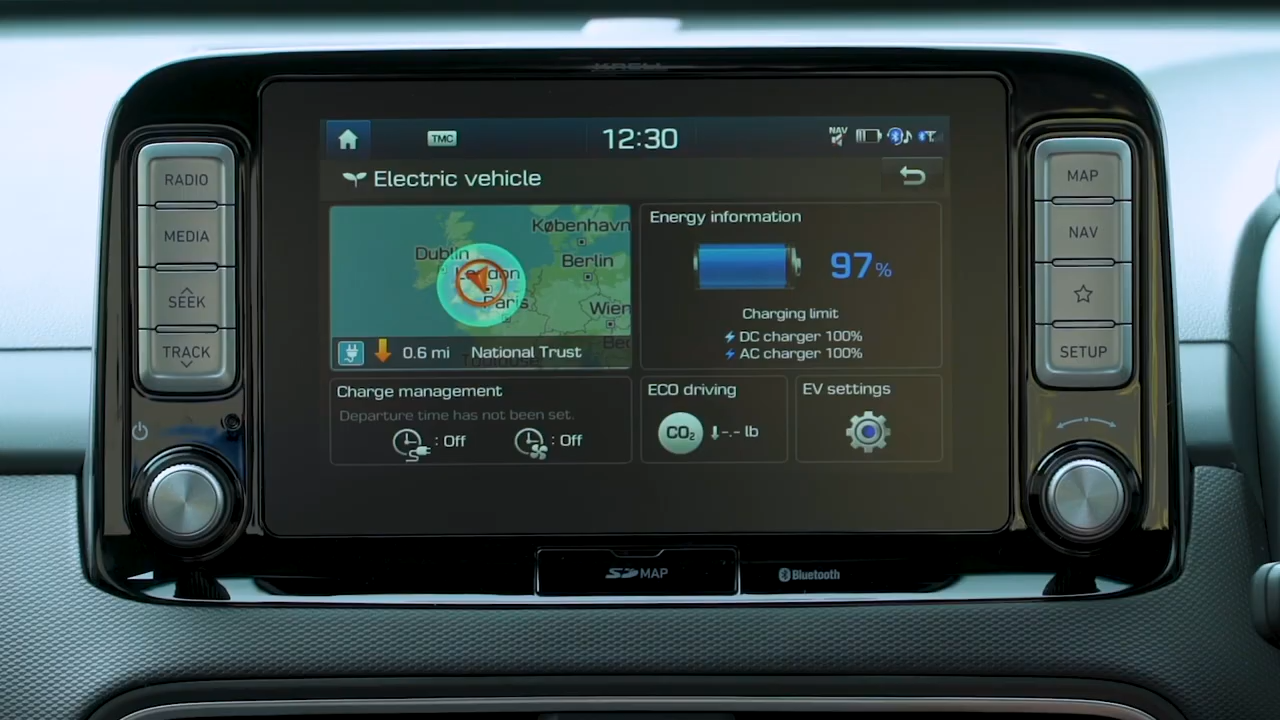 KRELL
TMC
12:30
NAV
Electric vehicle
RADIO
MEDIA
SEEK
TRACK
MAP
NAV
SETUP
København
Dublin
Berlin
London
Paris
Wien
0.6 mi National Trust
Energy information
97%
Charging limit
DC charger 100%
AC charger 100%
Charge management
Departure time has not been set.
: Off : Off
ECO driving
CO₂ -.- lb
EV settings
SD MAP
Bluetooth